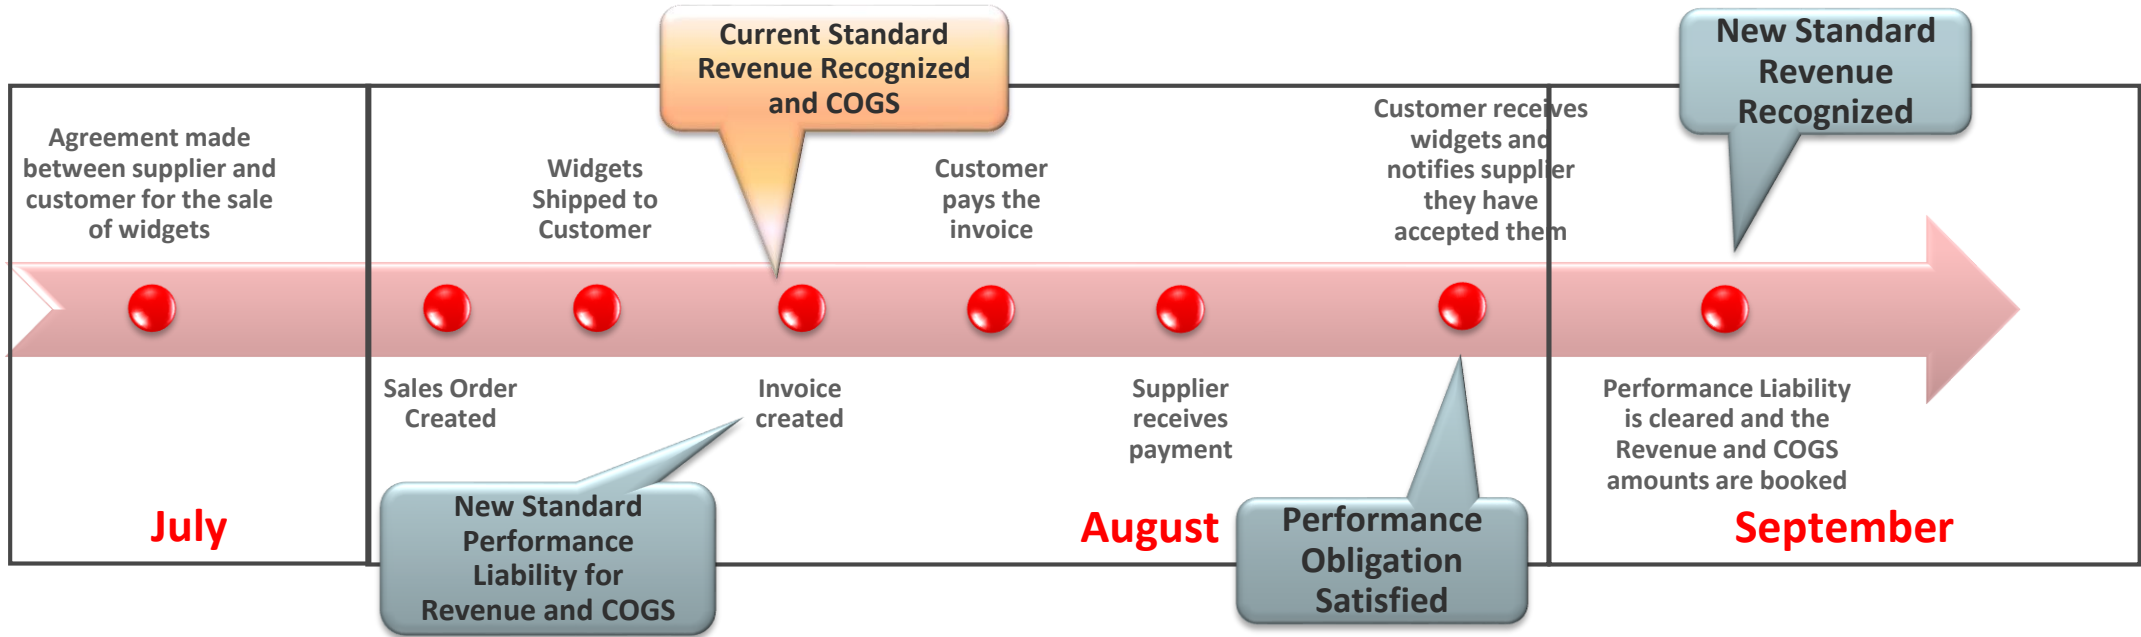 Current Standard
Revenue Recognized
and COGS
New Standard
Revenue
Recognized
Agreement made
between supplier and
customer for the sale
of widgets
Widgets
Shipped to
Customer
Customer
pays the
invoice
Customer receives
widgets and
notifies supplier
they have
accepted them
Sales Order
Created
Invoice
created
Supplier
receives
payment
Performance Liability
is cleared and the
Revenue and COGS
amounts are booked
New Standard
Performance
Liability for
Revenue and COGS
Performance
Obligation
Satisfied
July
August
September